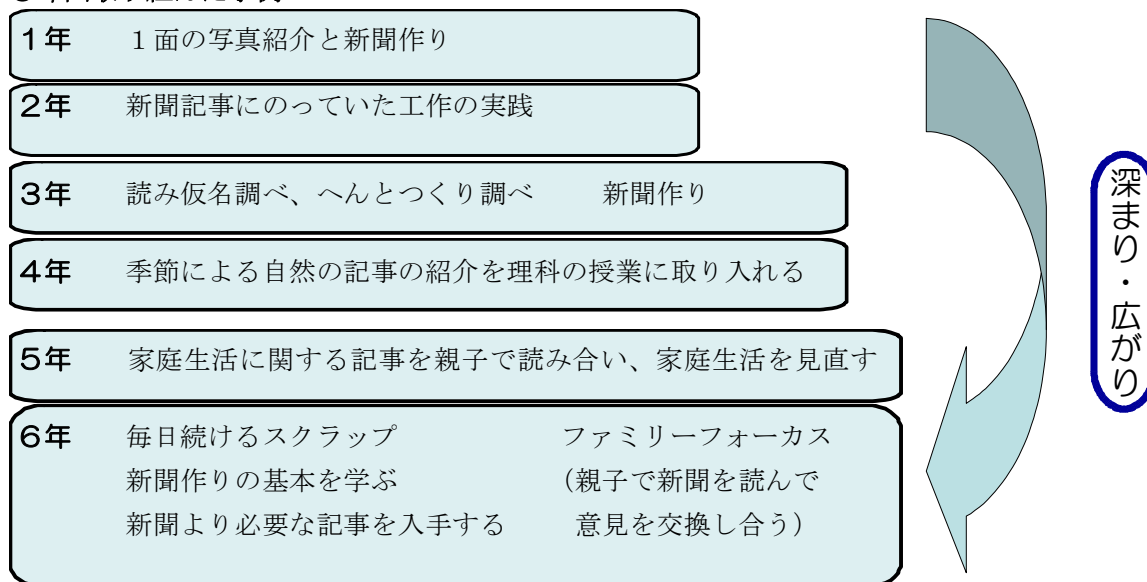 1年 1面の写真紹介と新聞作り
2年 新聞記事にのっていた工作の実践
3年 読み仮名調べ、へんとつくり調べ 新聞作り
4年 季節による自然の記事の紹介を理科の授業に取り入れる
5年 家庭生活に関する記事を親子で読み合い、家庭生活を見直す
6年 毎日続けるスクラップ ファミリーフォーカス
新聞作りの基本を学ぶ (親子で新聞を読んで
新聞より必要な記事を入手する 意見を交換し合う)
深まり・広がり